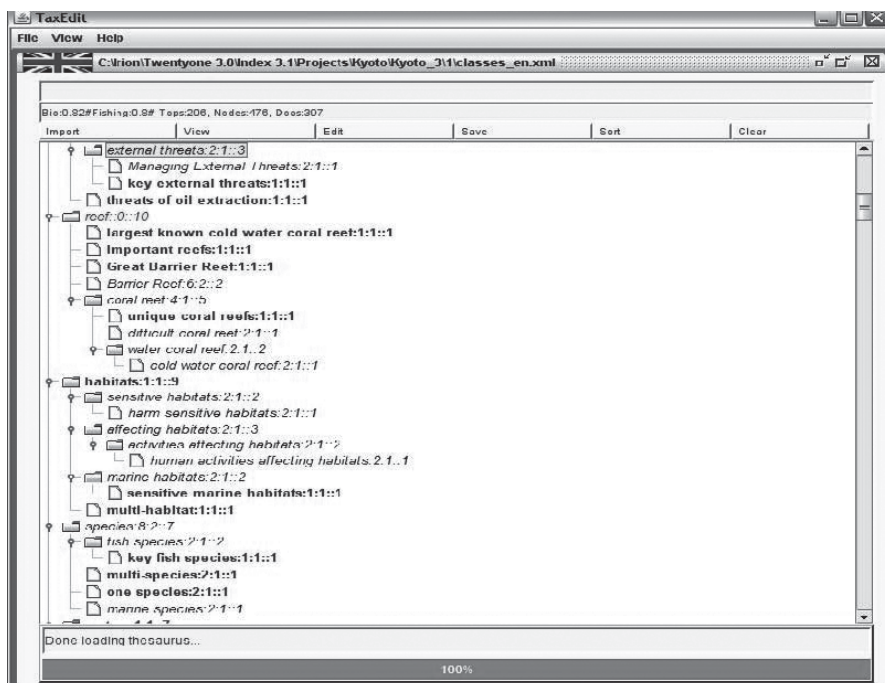 TaxEdit
File View Help
C:\Irion\Twentyone 3.0\Index 3.1\Projects\Kyoto\Kyoto_3\1\classes_en.xml
Bio:0.82#Fishing:0.8# Tops:206, Nodes:476, Docs:307
Import View Edit Save Sort Clear
external threats:2:1::3
Managing External Threats:2:1::1
key external threats:1:1::1
threats of oil extraction:1:1::1
reef::0::10
largest known cold water coral reef:1:1::1
Important reefs:1:1::1
Great Barrier Reef:1:1::1
Barrier Reef:6:2::2
coral reef:4:1::5
unique coral reefs:1:1::1
difficult coral reef:2:1::1
water coral reef:2:1::2
cold water coral reef:2:1::1
habitats:1:1::9
sensitive habitats:2:1::2
harm sensitive habitats:2:1::1
affecting habitats:2:1::3
activities affecting habitats:2:1::2
human activities affecting habitats:2:1::1
marine habitats:2:1::2
sensitive marine habitats:1:1::1
multi-habitat:1:1::1
species:8:2::7
fish species:2:1::2
key fish species:1:1::1
multi-species:2:1::1
one species:2:1::1
marine species:2:1::1
Done loading thesaurus...
100%